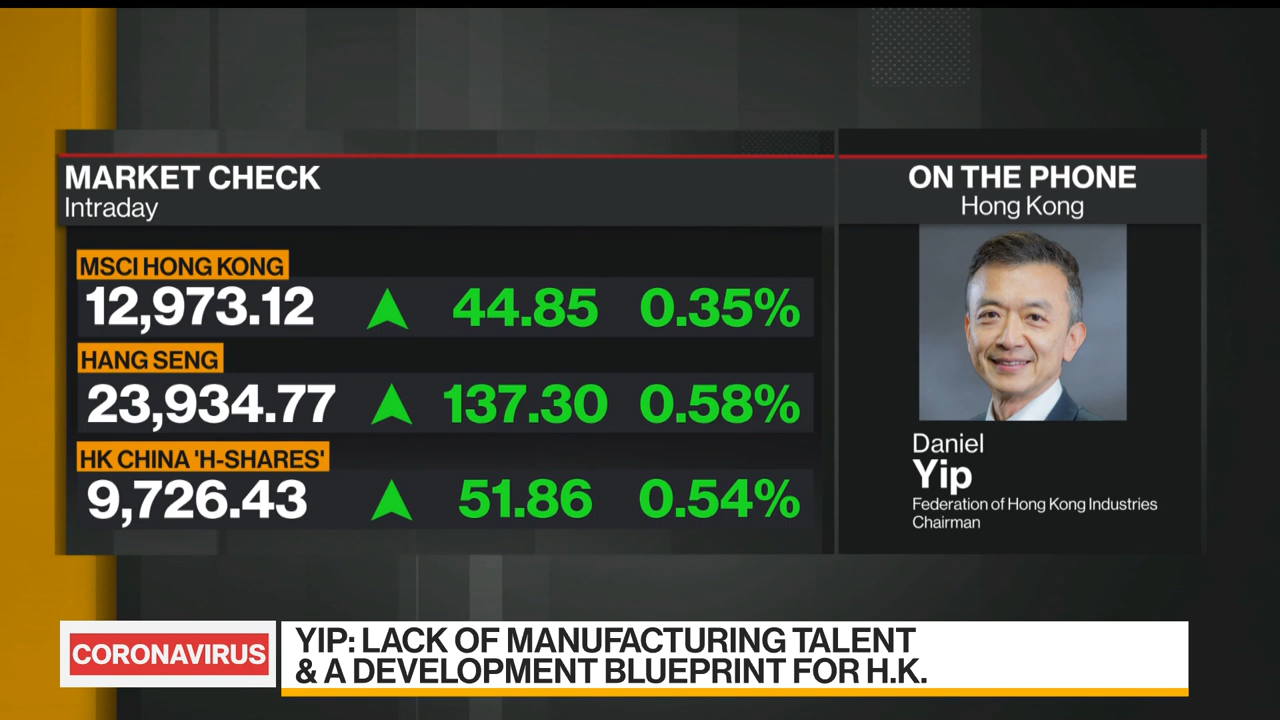 MARKET CHECK
Intraday
MSCI HONG KONG
12,973.12 ▲ 44.85 0.35%
HANG SENG
23,934.77 ▲ 137.30 0.58%
HK CHINA 'H-SHARES'
9,726.43 ▲ 51.86 0.54%
ON THE PHONE
Hong Kong
Daniel
Yip
Federation of Hong Kong Industries
Chairman
CORONAVIRUS
YIP: LACK OF MANUFACTURING TALENT
& A DEVELOPMENT BLUEPRINT FOR H.K.